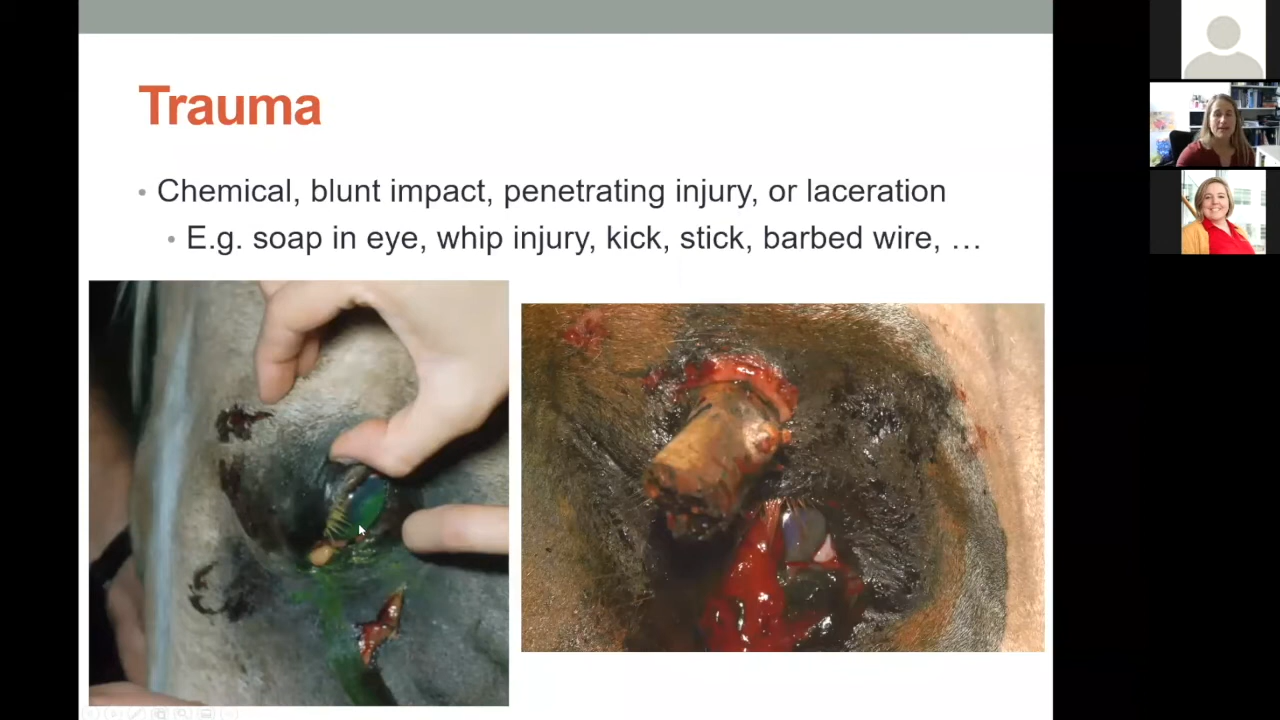 Trauma
• Chemical, blunt impact, penetrating injury, or laceration
• E.g. soap in eye, whip injury, kick, stick, barbed wire, …